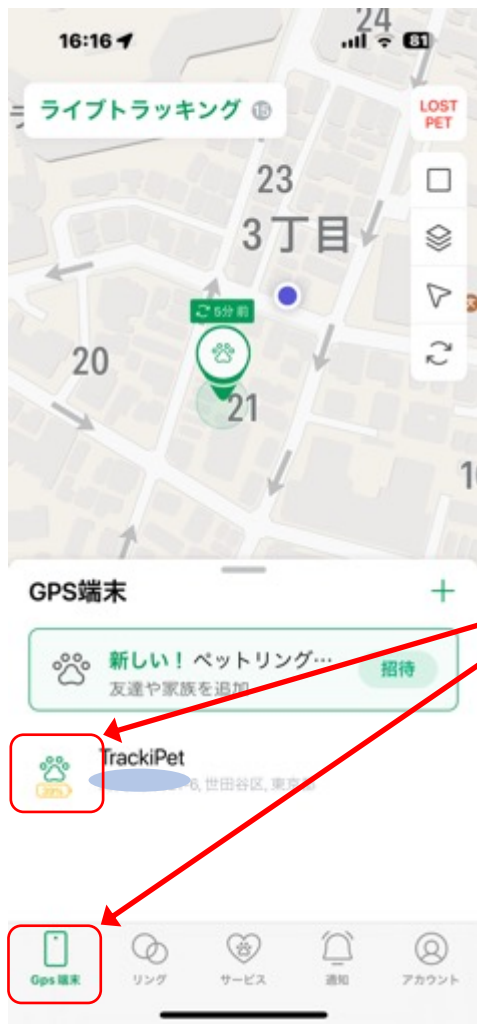 24
16:16
81
ライブトラッキング 15
LOST
PET
23
3丁目
5分前
20
21
1
GPS端末
新しい！ペットリング…
招待
友達や家族を追加
TrackiPet
6, 世田谷区, 東京都
39%
Gps 端末
リング
サービス
通知
アカウント